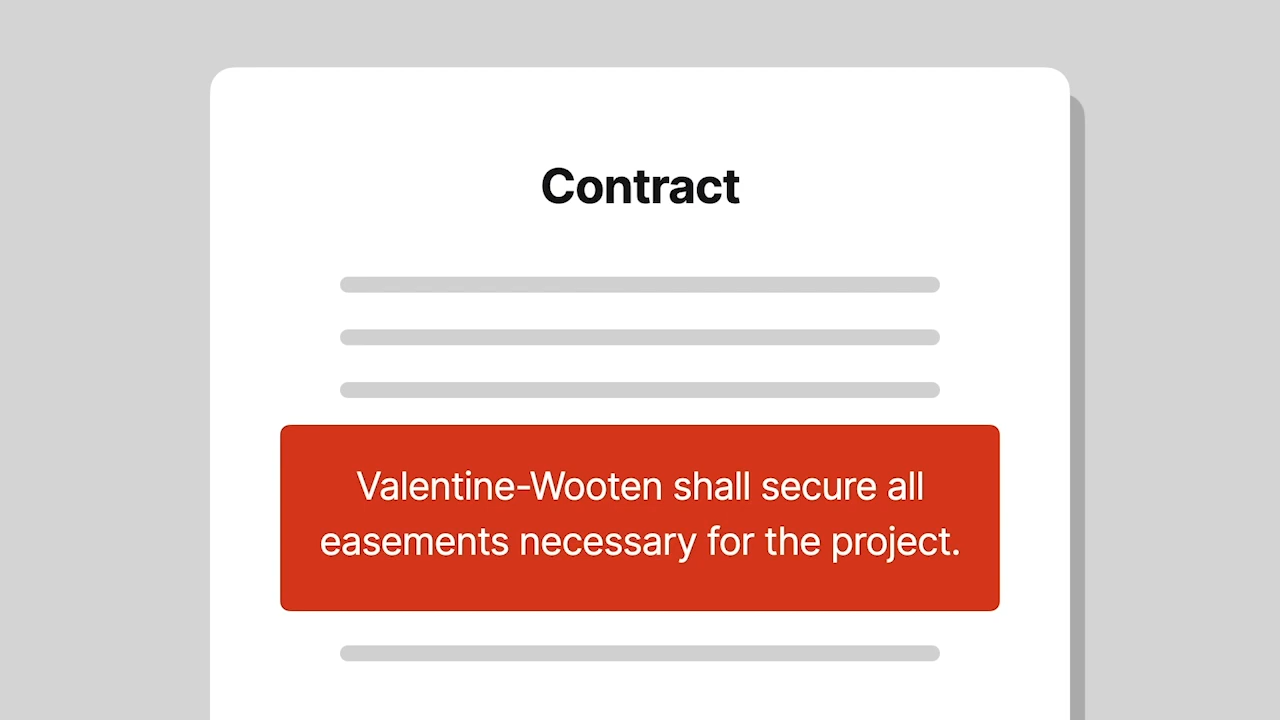 Contract
Valentine-Wooten shall secure all
easements necessary for the project.